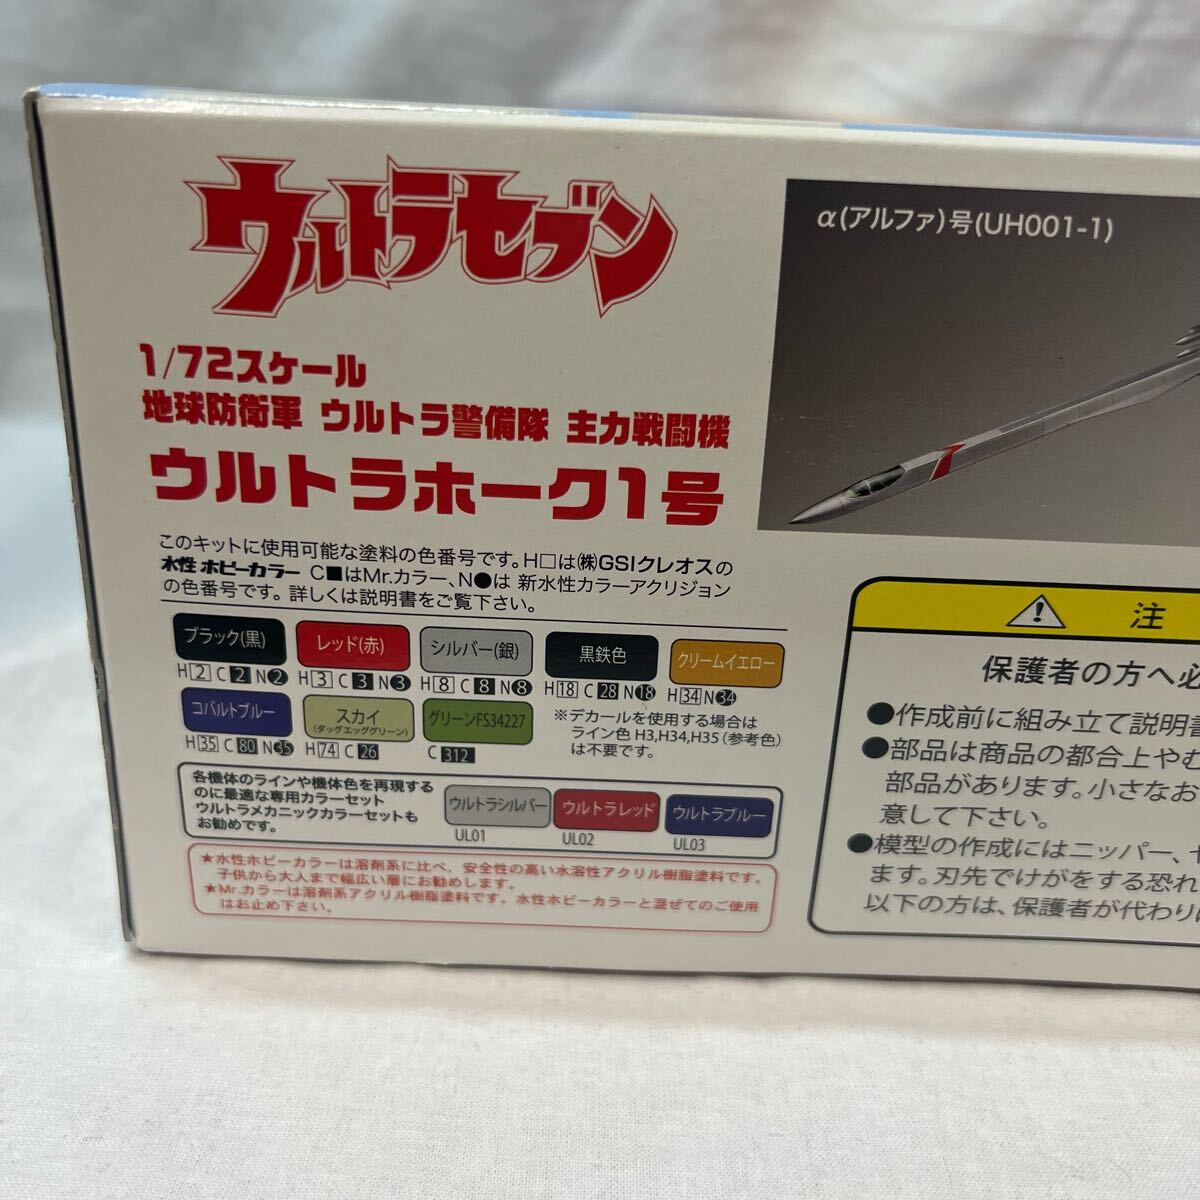 ウルトラセブン
1/72スケール
地球防衛軍 ウルトラ警備隊 主力戦闘機
ウルトラホーク1号
このキットに使用可能な塗料の色番号です。H□は㈱GSIクレオスの
水性 ホビーカラー C■はMr.カラー、N●は 新水性カラーアクリジョン
の色番号です。詳しくは説明書をご覧下さい。
ブラック(黒) レッド(赤) シルバー(銀) 黒鉄色 クリームイエロー
H2 C2 N2 H3 C3 N3 H8 C8 N8 H18 C28 N18 H34 N34
コバルトブルー スカイ グリーンFS34227
(ダッグエッググリーン)
H35 C80 N35 H74 C26 C312
※デカールを使用する場合は
ライン色 H3,H34,H35(参考色)
は不要です。
各機体のラインや機体色を再現する
のに最適な専用カラーセット
ウルトラメカニックカラーセットも
お勧めです。
ウルトラシルバー ウルトラレッド ウルトラブルー
UL01 UL02 UL03
★水性ホビーカラーは溶剤系に比べ、安全性の高い水溶性アクリル樹脂塗料です。
子供から大人まで幅広い層にお勧めします。
★Mr.カラーは溶剤系アクリル樹脂塗料です。水性ホビーカラーと混ぜてのご使用
はお止め下さい。
α(アルファ)号(UH001-1)
注
保護者の方へ必
●作成前に組み立て説明書
●部品は商品の都合上やむ
部品があります。小さなお
意して下さい。
●模型の作成にはニッパー、
ます。刃先でけがをする恐れ
以下の方は、保護者が代わりに